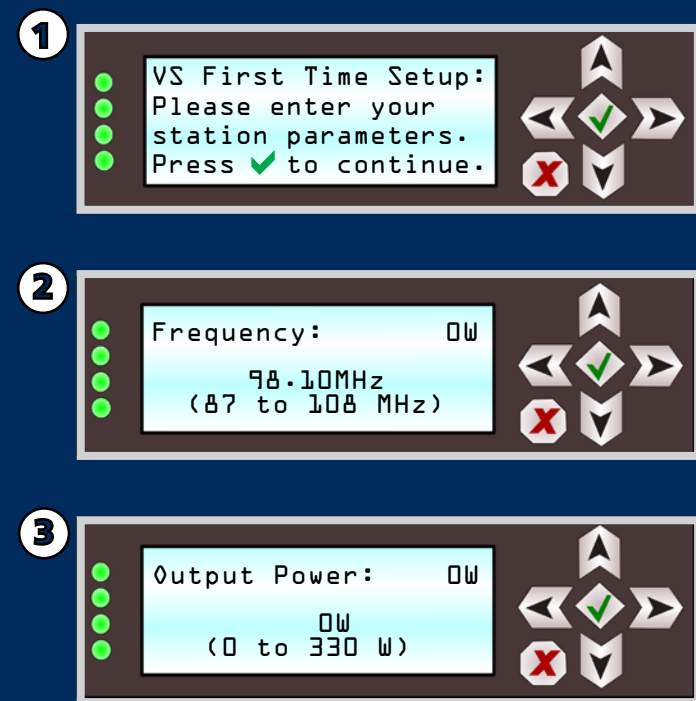 1
VS First Time Setup:
Please enter your
station parameters.
Press ✓ to continue.
2
Frequency: 0W
98.10MHz
(87 to 108 MHz)
3
Output Power: 0W
0W
(0 to 330 W)